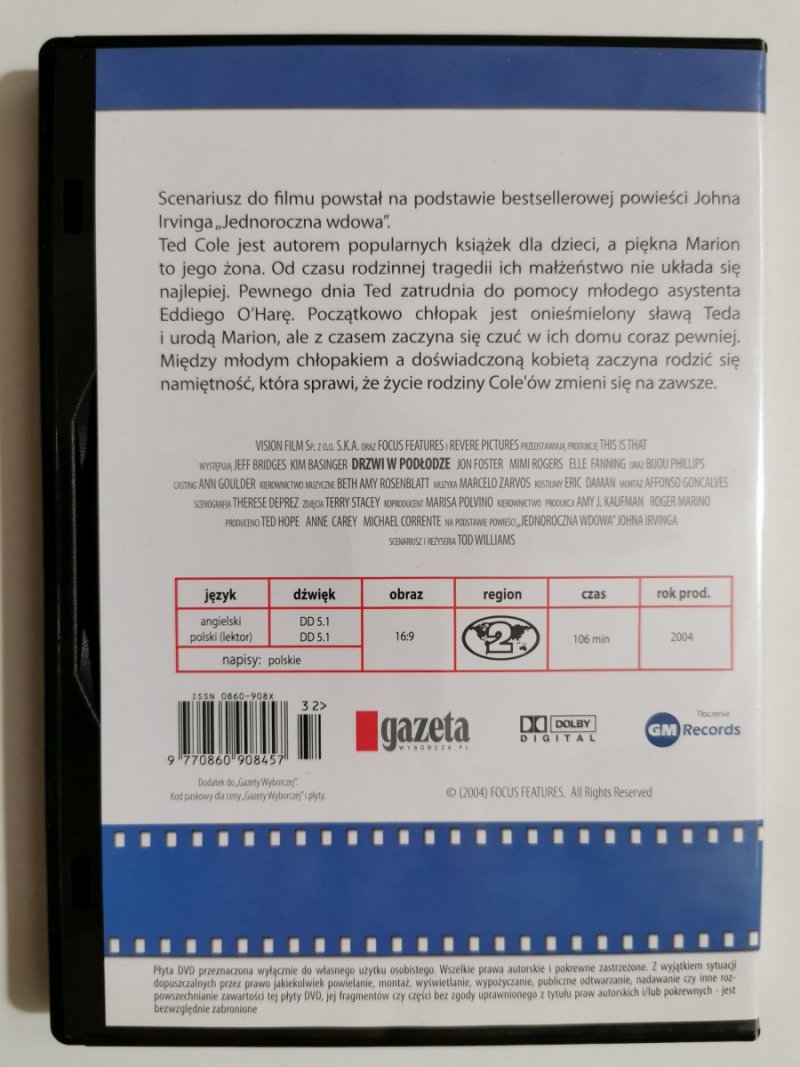 Scenariusz do filmu powstał na podstawie bestsellerowej powieści Johna
Irvinga „Jednoroczna wdowa”.
Ted Cole jest autorem popularnych książek dla dzieci, a piękna Marion
to jego żona. Od czasu rodzinnej tragedii ich małżeństwo nie układa się
najlepiej. Pewnego dnia Ted zatrudnia do pomocy młodego asystenta
Eddiego O’Harę. Początkowo chłopak jest onieśmielony sławą Teda
i urodą Marion, ale z czasem zaczyna się czuć w ich domu coraz pewniej.
Między młodym chłopakiem a doświadczoną kobietą zaczyna rodzić się
namiętność, która sprawi, że życie rodziny Cole'ów zmieni się na zawsze.
VISION FILM Sp. z o.o. S.K.A. ORAZ FOCUS FEATURES I REVERE PICTURES PRZEDSTAWIAJĄ PRODUKCJĘ THIS IS THAT
WYSTĘPUJĄ JEFF BRIDGES KIM BASINGER DRZWI W PODŁODZE JON FOSTER MIMI ROGERS ELLE FANNING ORAZ BIJOU PHILLIPS
CASTING ANN GOULDER KIEROWNICTWO MUZYCZNE BETH AMY ROSENBLATT MUZYKA MARCELO ZARVOS KOSTIUMY ERIC DAMAN MONTAŻ AFFONSO GONCALVES
SCENOGRAFIA THERESE DEPREZ ZDJĘCIA TERRY STACEY KOPRODUCENT MARISA POLVINO KIEROWNICTWO PRODUKCJI AMY J. KAUFMAN ROGER MARINO
PRODUCENCI TED HOPE ANNE CAREY MICHAEL CORRENTE NA PODSTAWIE POWIEŚCI „JEDNOROCZNA WDOWA” JOHNA IRVINGA
SCENARIUSZ I REŻYSERIA TOD WILLIAMS
język dźwięk obraz region czas rok prod.
angielski DD 5.1
polski (lektor) DD 5.1 16:9 2 106 min 2004
napisy: polskie
ISSN 0860-908X 32>
9 770860 908457
gazeta
WYBORCZA.PL
DOLBY
DIGITAL
Tłoczenie
GM Records
Dodatek do „Gazety Wyborczej”.
Kod paskowy dla ceny „Gazety Wyborczej” i płyty.
© (2004) FOCUS FEATURES. All Rights Reserved
Płyta DVD przeznaczona wyłącznie do własnego użytku osobistego. Wszelkie prawa autorskie i pokrewne zastrzeżone. Z wyjątkiem sytuacji
dopuszczalnych przez prawo jakiekolwiek powielanie, montaż, wyświetlanie, wypożyczanie, publiczne odtwarzanie, nadawanie czy inne roz-
powszechnianie zawartości tej płyty DVD, jej fragmentów czy części bez zgody uprawnionego z tytułu praw autorskich i/lub pokrewnych - jest
bezwzględnie zabronione